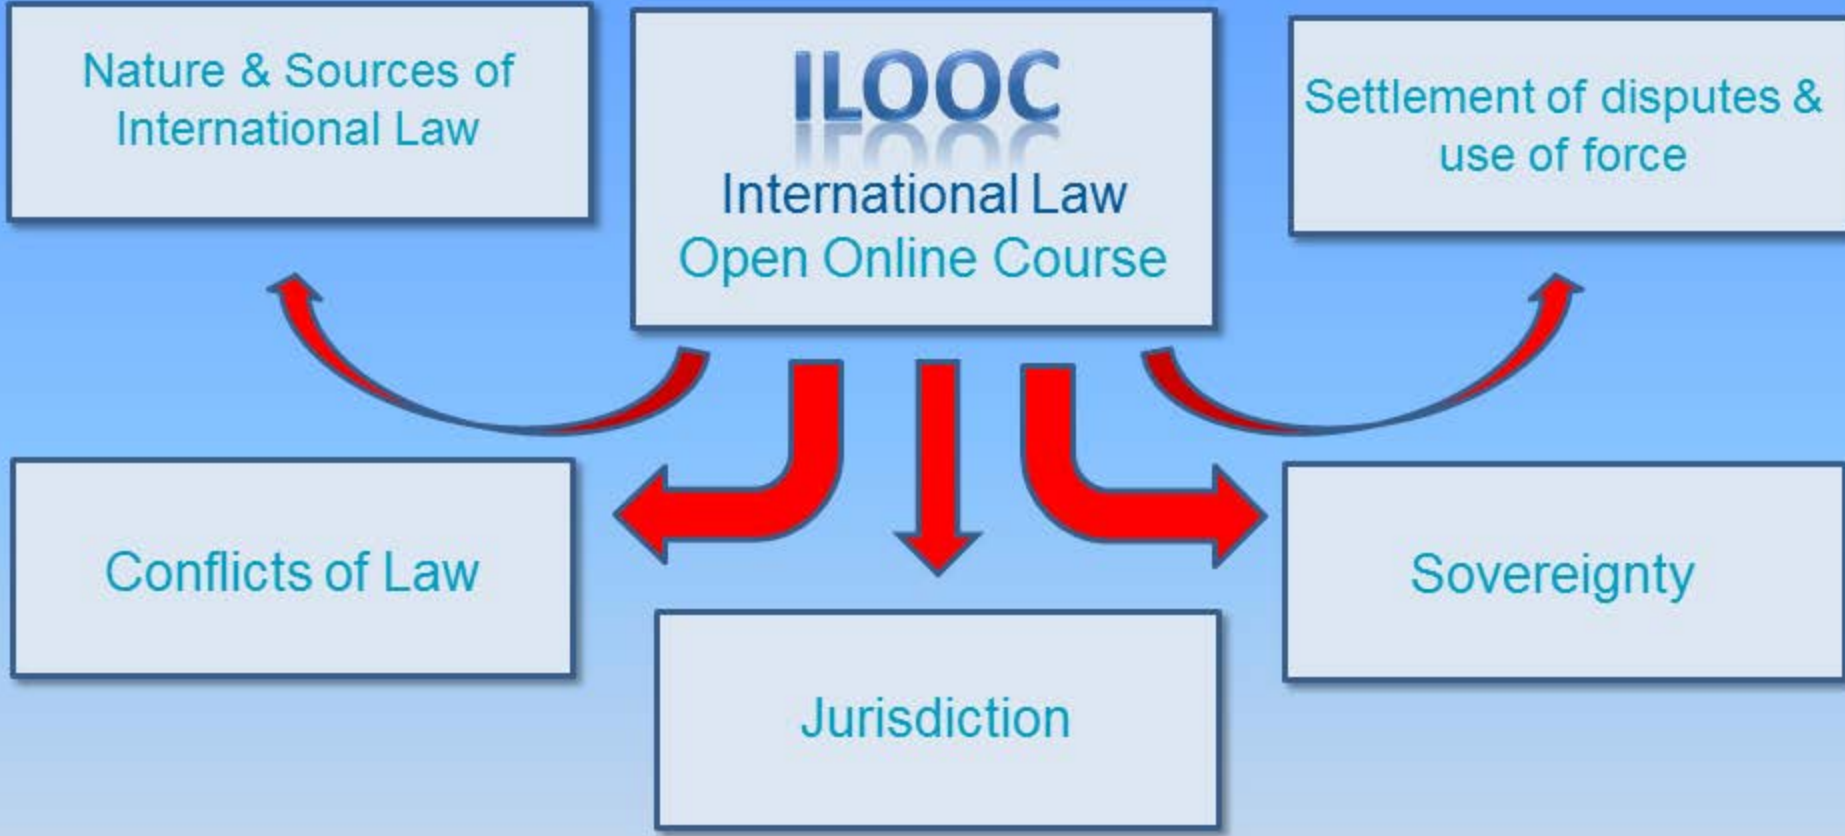 Nature & Sources of
International Law
ILOOC
International Law
Open Online Course
Settlement of disputes &
use of force
Conflicts of Law
Jurisdiction
Sovereignty